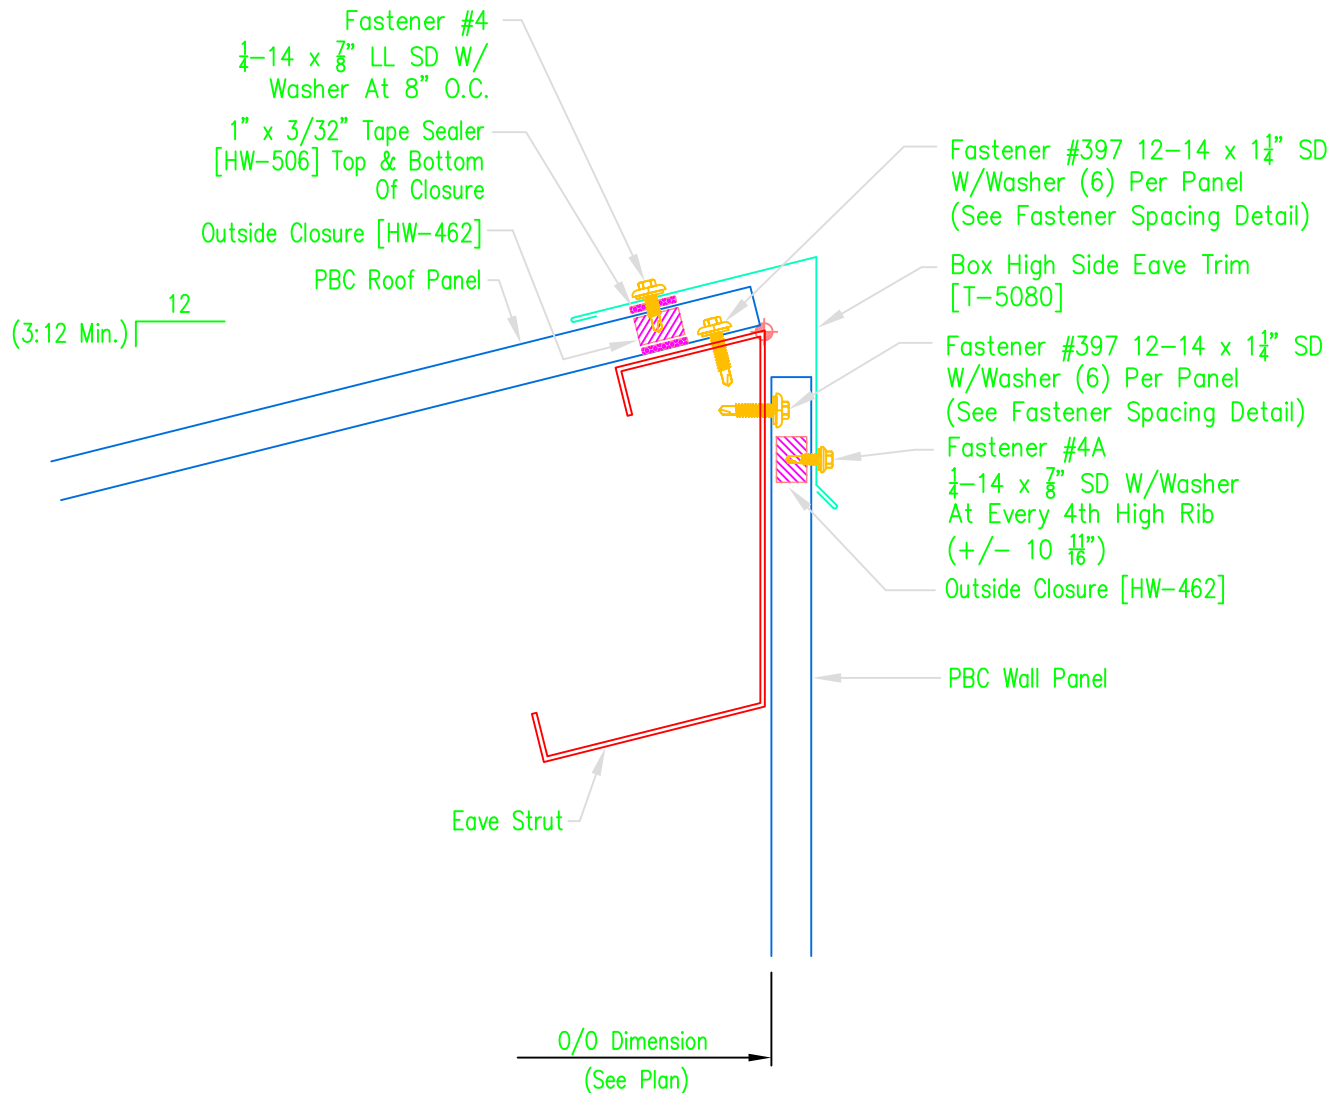 Fastener #4
1/4-14 x 7/8" LL SD W/
Washer At 8" O.C.
1" x 3/32" Tape Sealer
[HW-506] Top & Bottom
Of Closure
Outside Closure [HW-462]
PBC Roof Panel
12
(3:12 Min.)
Fastener #397 12-14 x 1 1/4" SD
W/Washer (6) Per Panel
(See Fastener Spacing Detail)
Box High Side Eave Trim
[T-5080]
Fastener #397 12-14 x 1 1/4" SD
W/Washer (6) Per Panel
(See Fastener Spacing Detail)
Fastener #4A
1/4-14 x 7/8" SD W/Washer
At Every 4th High Rib
(+/- 10 11/16")
Outside Closure [HW-462]
PBC Wall Panel
Eave Strut
O/O Dimension
(See Plan)